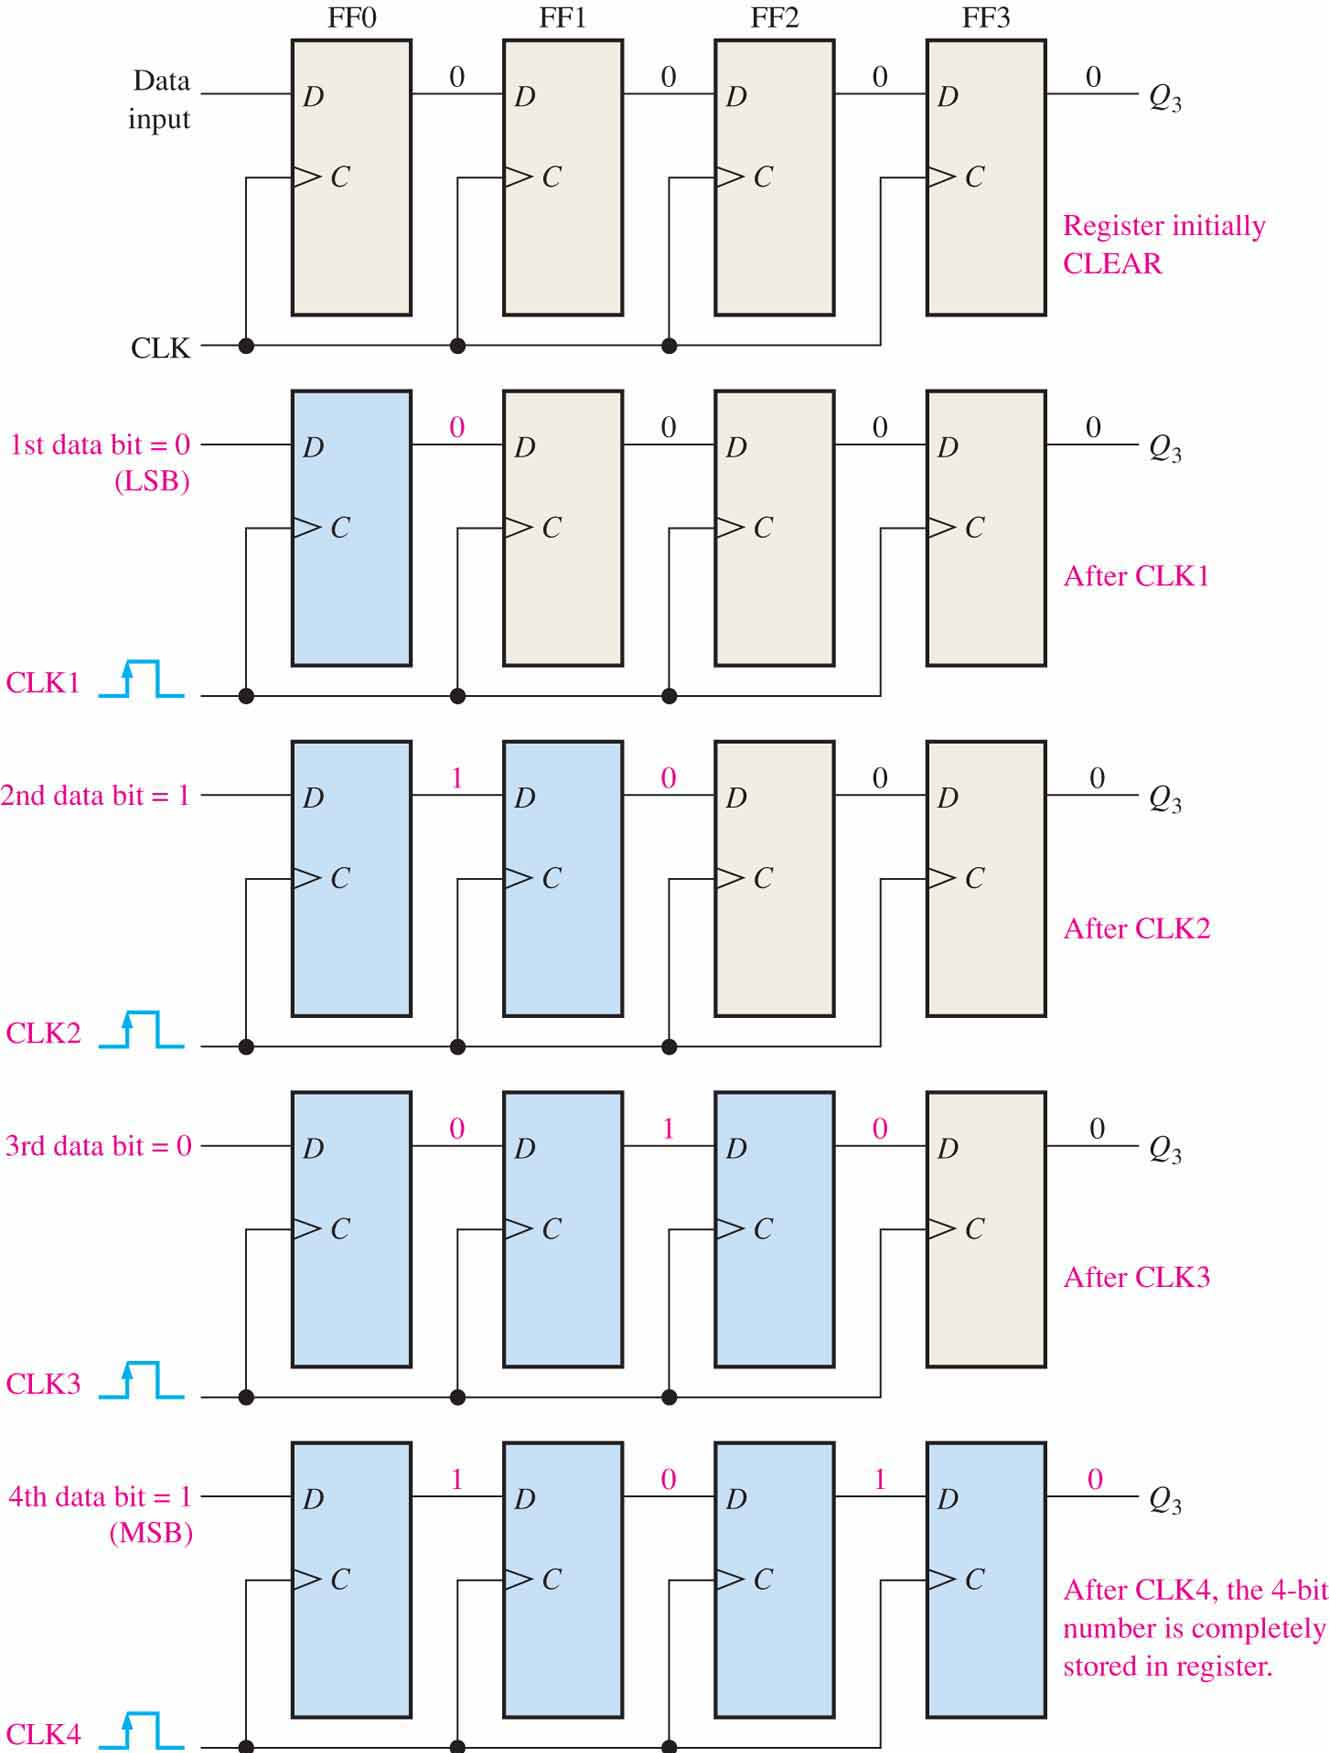 FF0 FF1 FF2 FF3
Data input D 0 D 0 D 0 D 0 Q3
C C C C
Register initially
CLEAR
CLK
1st data bit = 0 D 0 D 0 D 0 D 0 Q3
(LSB)
C C C C
After CLK1
CLK1
2nd data bit = 1 D 1 D 0 D 0 D 0 Q3
C C C C
After CLK2
CLK2
3rd data bit = 0 D 0 D 1 D 0 D 0 Q3
C C C C
After CLK3
CLK3
4th data bit = 1 D 1 D 0 D 1 D 0 Q3
(MSB)
C C C C
After CLK4, the 4-bit
number is completely
stored in register.
CLK4